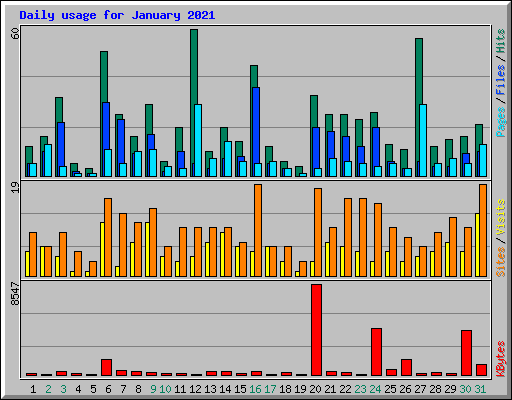 Daily usage for January 2021
60
Pages / Files / Hits
19
Sites / Visits
8547
KBytes
1 2 3 4 5 6 7 8 9 10 11 12 13 14 15 16 17 18 19 20 21 22 23 24 25 26 27 28 29 30 31